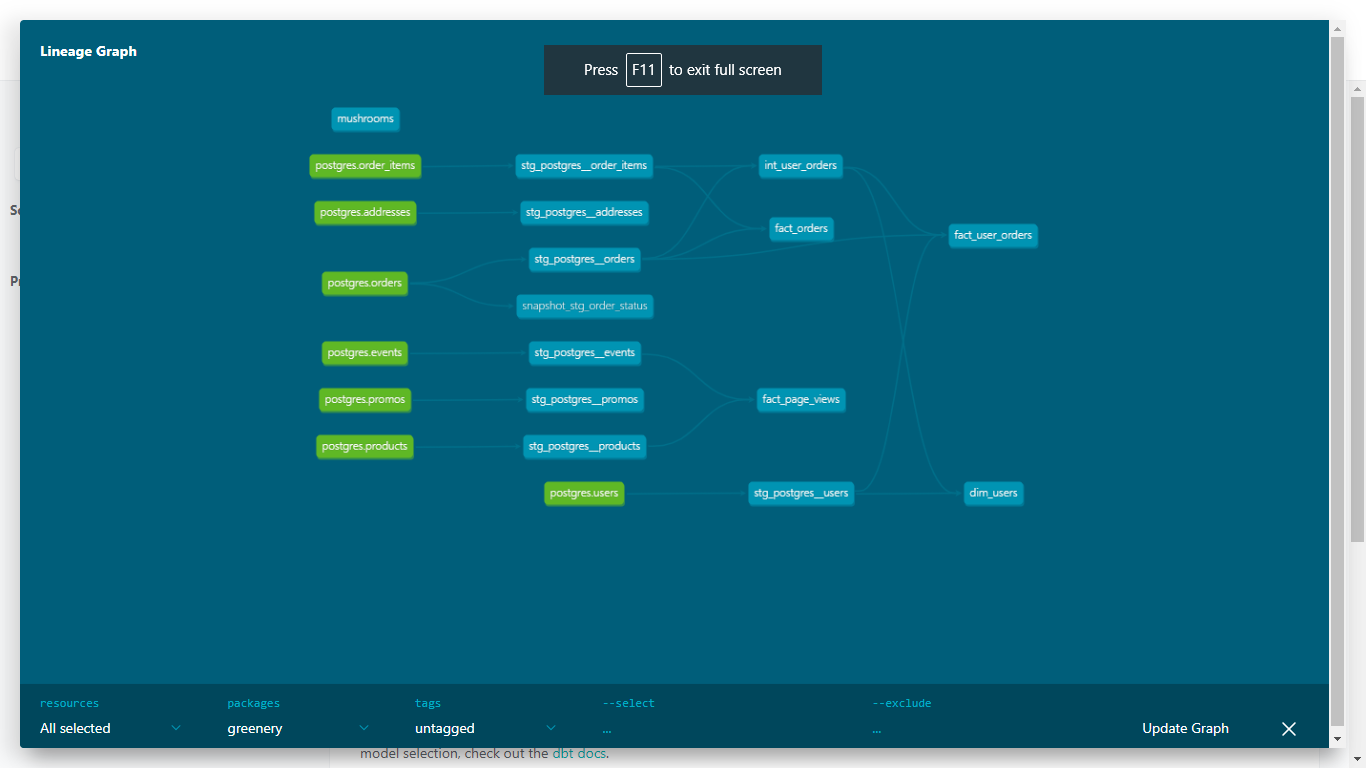 Lineage Graph
Press F11 to exit full screen
mushrooms
postgres.order_items
stg_postgres__order_items
int_user_orders
postgres.addresses
stg_postgres__addresses
fact_orders
fact_user_orders
stg_postgres__orders
postgres.orders
snapshot_stg_order_status
postgres.events
stg_postgres__events
postgres.promos
stg_postgres__promos
fact_page_views
postgres.products
stg_postgres__products
postgres.users
stg_postgres__users
dim_users
resources packages tags --select --exclude
All selected greenery untagged ... ... Update Graph
model selection, check out the dbt docs.